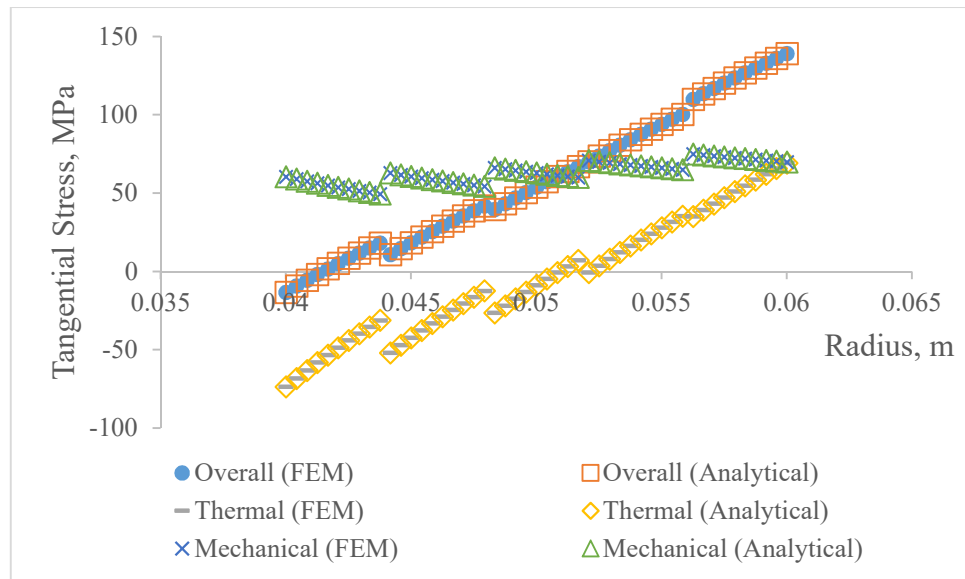 150
100
50
0
-50
-100
0.035
0.04
0.045
0.05
0.055
0.06
0.065
Tangential Stress, MPa
Radius, m
Overall (FEM)
Overall (Analytical)
Thermal (FEM)
Thermal (Analytical)
Mechanical (FEM)
Mechanical (Analytical)